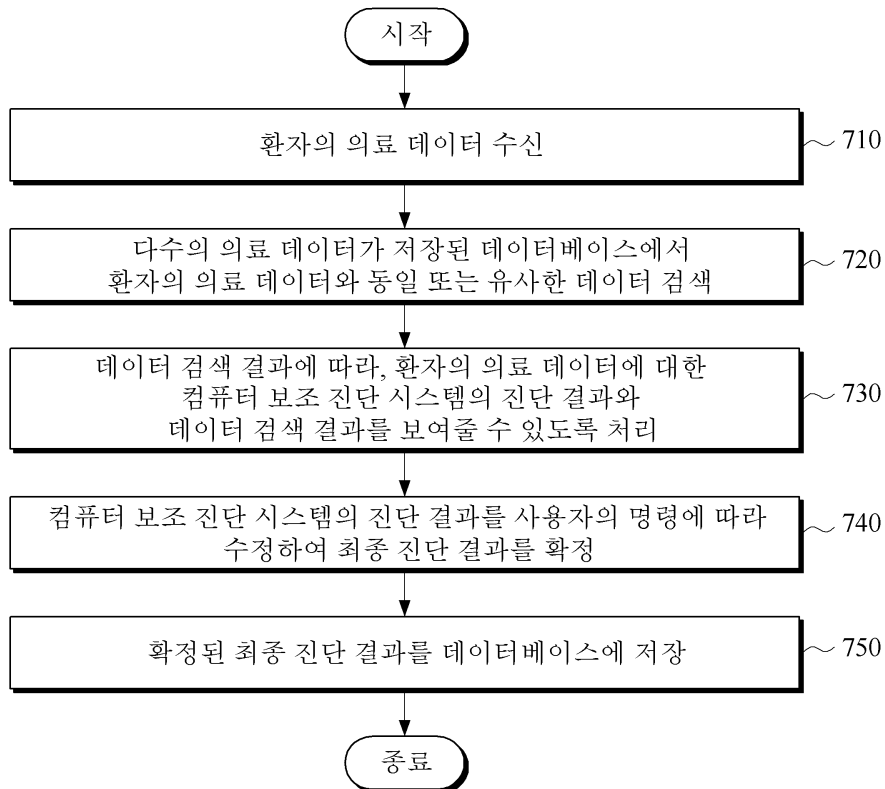 시작
환자의 의료 데이터 수신
710
다수의 의료 데이터가 저장된 데이터베이스에서
환자의 의료 데이터와 동일 또는 유사한 데이터 검색
720
데이터 검색 결과에 따라, 환자의 의료 데이터에 대한
컴퓨터 보조 진단 시스템의 진단 결과와
데이터 검색 결과를 보여줄 수 있도록 처리
730
컴퓨터 보조 진단 시스템의 진단 결과를 사용자의 명령에 따라
수정하여 최종 진단 결과를 확정
740
확정된 최종 진단 결과를 데이터베이스에 저장
750
종료